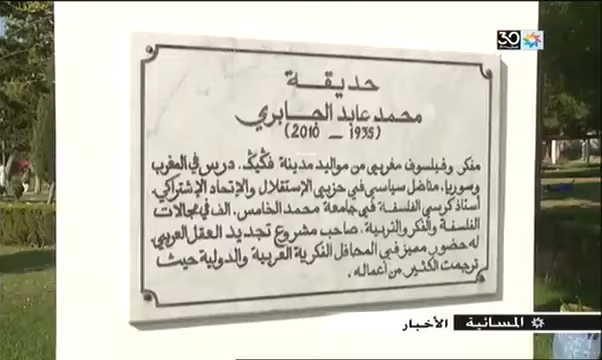 30
حديقة
محمد عابد الجابري
(1935 - 2010)
مفكر وفيلسوف مغربي من مواليد مدينة فكيك. درس في المغرب
وسوريا، مناضل سياسي في حزبي الإستقلال والإتحاد الإشتراكي.
أستاذ كرسي الفلسفة في جامعة محمد الخامس. الف في مجالات
الفلسفة والفكر والتربية، صاحب مشروع تجديد العقل العربي
له حضور مميز في المحافل الفكرية العربية والدولية حيث
ترجمت الكثير من أعماله.
المسائية
الأخبار